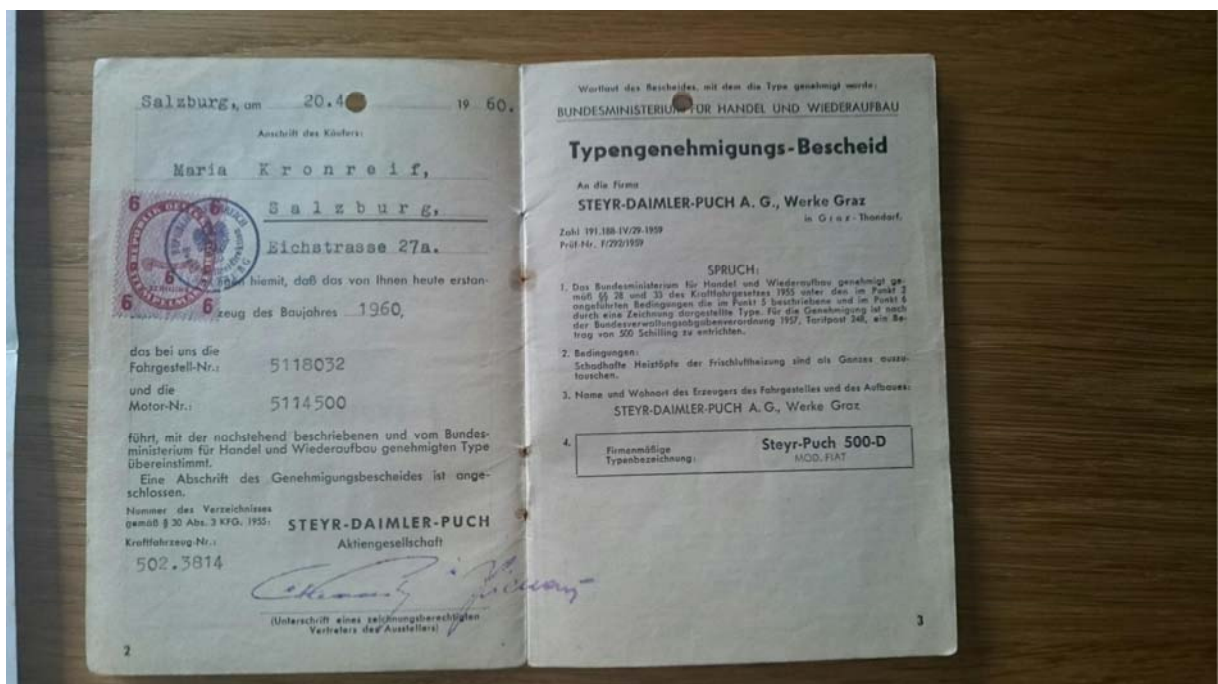 Salzburg, am 20.4 1960.
Anschrift des Käufers:
Maria Kronreif,
Salzburg,
Eichstrasse 27a.
hiemit, daß das von Ihnen heute erstan-
zeug des Baujahres 1960,
das bei uns die
Fahrgestell-Nr.: 5118032
und die
Motor-Nr.: 5114500
führt, mit der nachstehend beschriebenen und vom Bundes-
ministerium für Handel und Wiederaufbau genehmigten Type
übereinstimmt.
Eine Abschrift des Genehmigungsbescheides ist ange-
schlossen.
Nummer des Verzeichnisses
gemäß § 30 Abs. 3 KFG. 1955:
Kraftfahrzeug-Nr.:
502.3814
STEYR-DAIMLER-PUCH
Aktiengesellschaft
(Unterschrift eines zeichnungsberechtigten
Vertreters des Ausstellers)
2
6 6
6
6 6
Wortlaut des Bescheides, mit dem die Type genehmigt wurde:
BUNDESMINISTERIUM FÜR HANDEL UND WIEDERAUFBAU
Typengenehmigungs-Bescheid
An die Firma
STEYR-DAIMLER-PUCH A. G., Werke Graz
in Graz-Thondorf.
Zahl 191.188-IV/29-1959
Prüf-Nr. F/292/1959
SPRUCH:
1. Das Bundesministerium für Handel und Wiederaufbau genehmigt ge-
mäß §§ 28 und 33 des Kraftfahrgesetzes 1955 unter den im Punkt 2
angeführten Bedingungen die im Punkt 5 beschriebene und im Punkt 6
durch eine Zeichnung dargestellte Type. Für die Genehmigung ist nach
der Bundesverwaltungsabgabenverordnung 1957, Tarifpost 248, ein Be-
trag von 500 Schilling zu entrichten.
2. Bedingungen:
Schadhafte Heiztöpfe der Frischluftheizung sind als Ganzes auszu-
tauschen.
3. Name und Wohnort des Erzeugers des Fahrgestelles und des Aufbaues:
STEYR-DAIMLER-PUCH A. G., Werke Graz
4. Firmenmäßige
Typenbezeichnung:
Steyr-Puch 500-D
MOD. FIAT
3